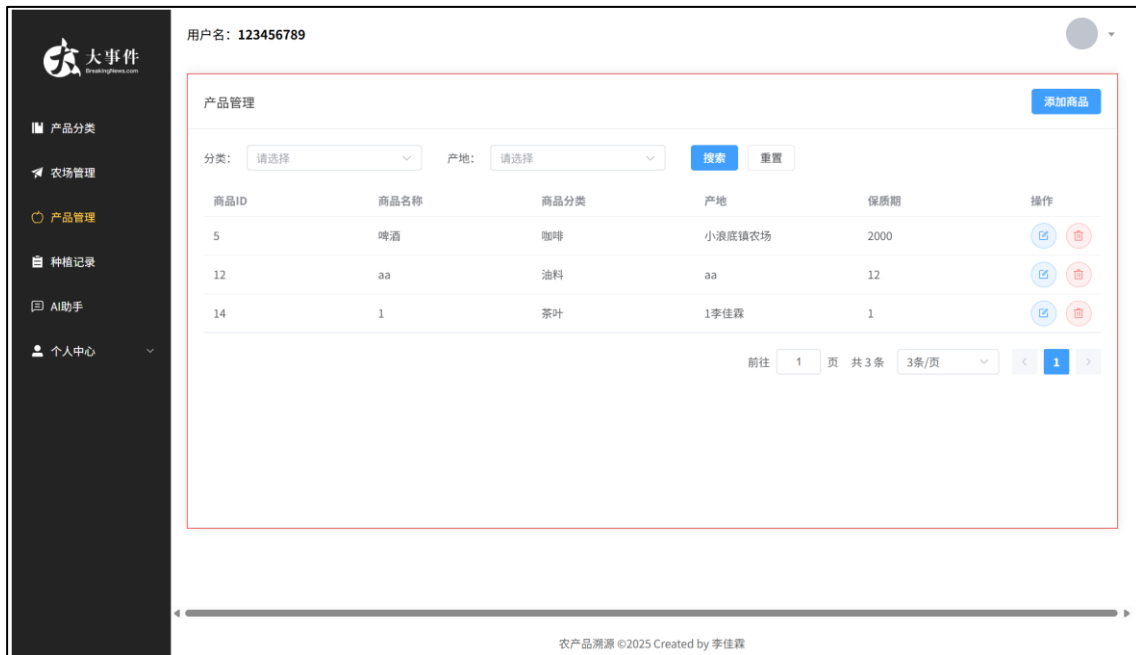 大事件
BreakingNews.com
产品分类
农场管理
产品管理
种植记录
AI助手
个人中心
用户名：123456789
产品管理 添加商品
分类： 请选择 产地： 请选择 搜索 重置
商品ID 商品名称 商品分类 产地 保质期 操作
5 啤酒 咖啡 小浪底镇农场 2000
12 aa 油料 aa 12
14 1 茶叶 1李佳霖 1
前往 1 页 共 3 条 3条/页 < 1 >
农产品溯源 ©2025 Created by 李佳霖